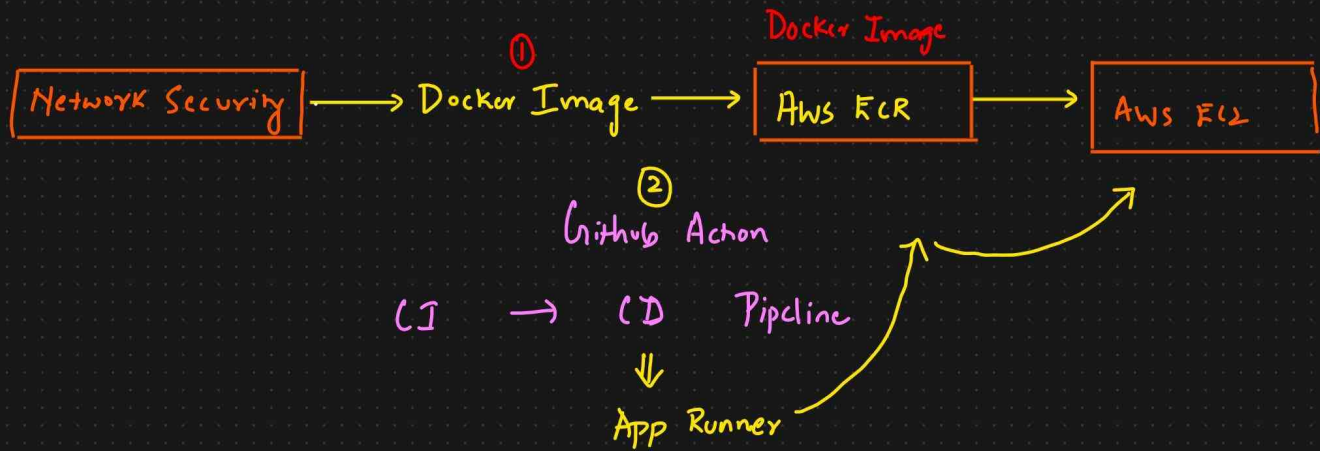 ①
Docker Image
Network Security
Docker Image
AWS ECR
AWS EC2
②
Github Action
CI → CD Pipeline
App Runner